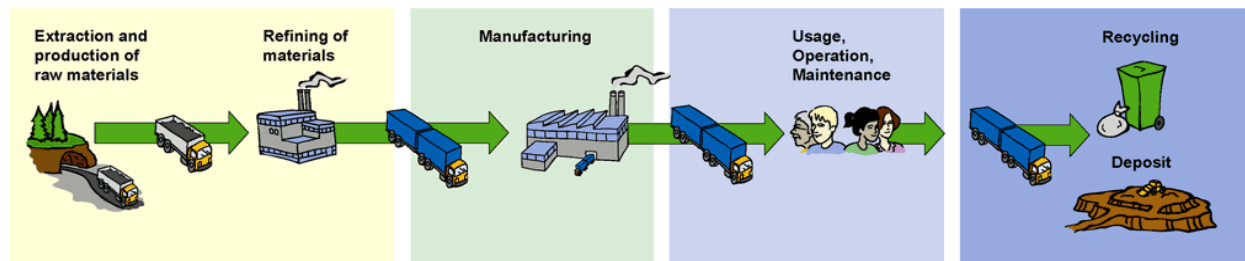 Extraction and
production of
raw materials
Refining of
materials
Manufacturing
Usage,
Operation,
Maintenance
Recycling
Deposit